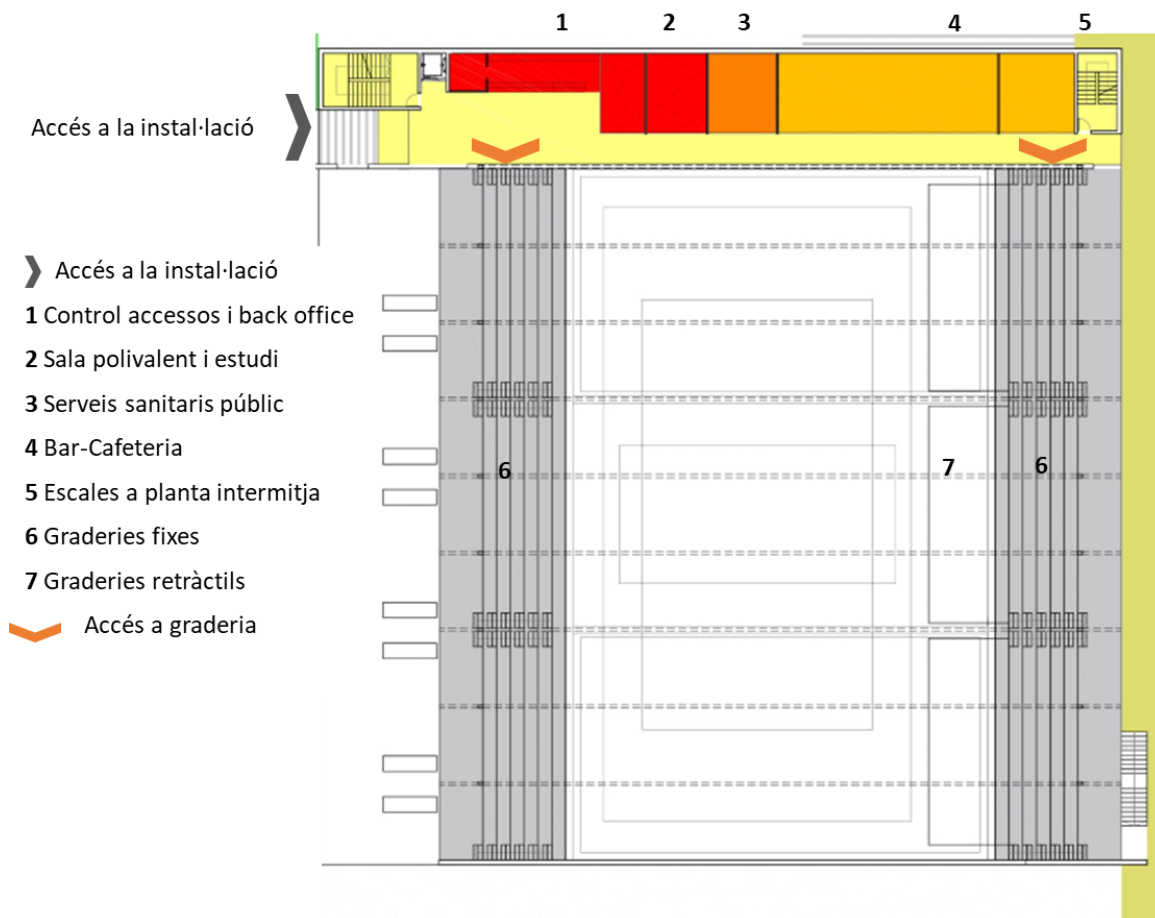 1 2 3 4 5
Accés a la instal·lació
Accés a la instal·lació
1 Control accessos i back office
2 Sala polivalent i estudi
3 Serveis sanitaris públic
4 Bar-Cafeteria
5 Escales a planta intermitja
6 Graderies fixes
7 Graderies retràctils
Accés a graderia
6 7 6